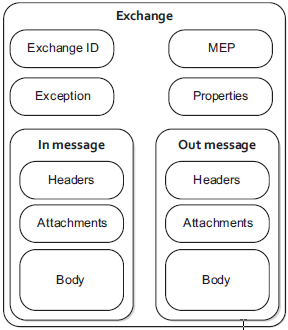 Exchange
Exchange ID
MEP
Exception
Properties
In message
Headers
Attachments
Body
Out message
Headers
Attachments
Body